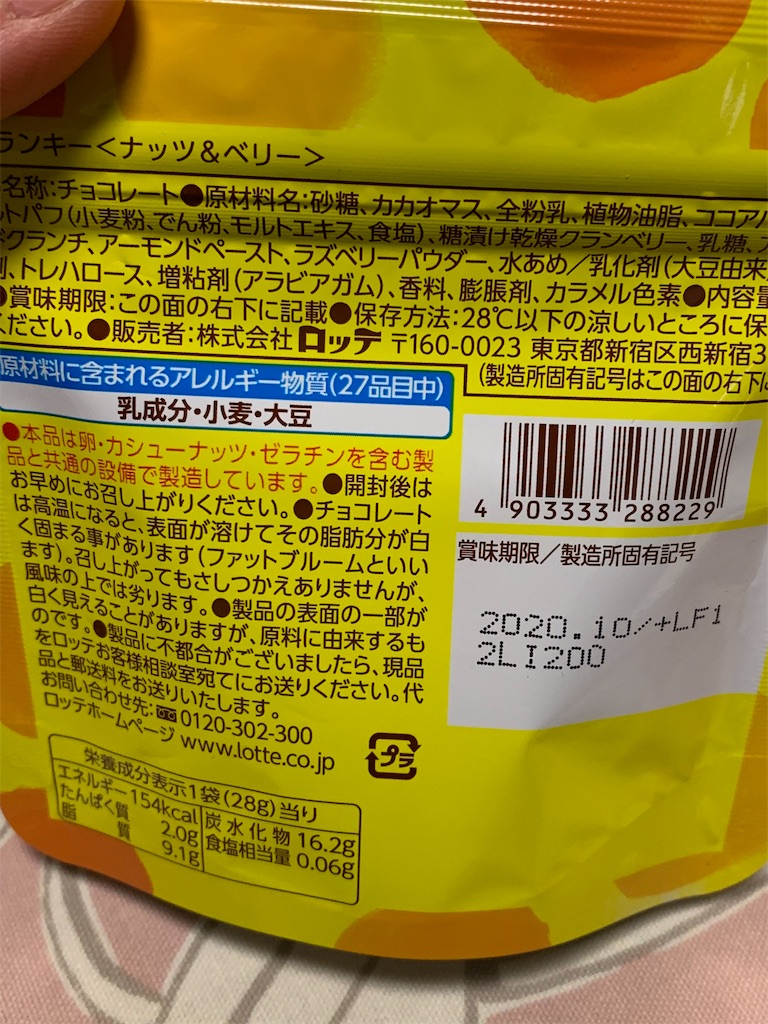 ランキー<ナッツ&ベリー>
名称:チョコレート●原材料名:砂糖、カカオマス、全粉乳、植物油脂、ココアバ
ルトパフ(小麦粉、でん粉、モルトエキス、食塩)、糖漬け乾燥クランベリー、乳糖、
クランチ、アーモンドペースト、ラズベリーパウダー、水あめ/乳化剤(大豆由来
、トレハロース、増粘剤(アラビアガム)、香料、膨脹剤、カラメル色素●内容量
●賞味期限:この面の右下に記載●保存方法:28℃以下の涼しいところに保
ください。●販売者:株式会社ロッテ 〒160-0023 東京都新宿区西新宿3
(製造所固有記号はこの面の右下に
原材料に含まれるアレルギー物質(27品目中)
乳成分・小麦・大豆
●本品は卵・カシューナッツ・ゼラチンを含む製
品と共通の設備で製造しています。●開封後は
お早めにお召し上がりください。●チョコレート
は高温になると、表面が溶けてその脂肪分が白
く固まる事があります(ファットブルームといい
ます)。召し上がってもさしつかえありませんが、
風味の上では劣ります。●製品の表面の一部が
白く見えることがありますが、原料に由来するも
のです。●製品に不都合がございましたら、現品
をロッテお客様相談室宛てにお送りください。代
品と郵送料をお送りいたします。
お問い合わせ先:0120-302-300
ロッテホームページ www.lotte.co.jp
プラ
4 903333 288229
賞味期限/製造所固有記号
2020.10/+LF1
2LI200
栄養成分表示1袋(28g)当り
エネルギー154kcal 炭水化物 16.2g
たんぱく質 2.0g 食塩相当量 0.06g
脂質 9.1g